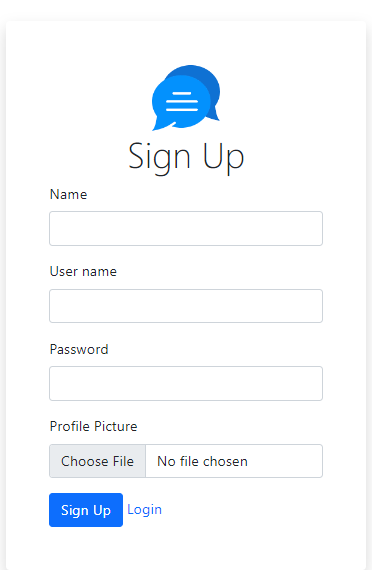 Sign Up
Name
User name
Password
Profile Picture
Choose File No file chosen
Sign Up Login